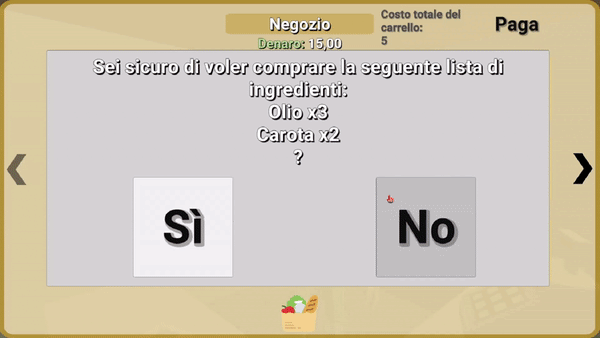 Negozio
Denaro: 15,00
Costo totale del
carrello:
5
Paga
Sei sicuro di voler comprare la seguente lista di
ingredienti:
Olio x3
Carota x2
?
Sì
No